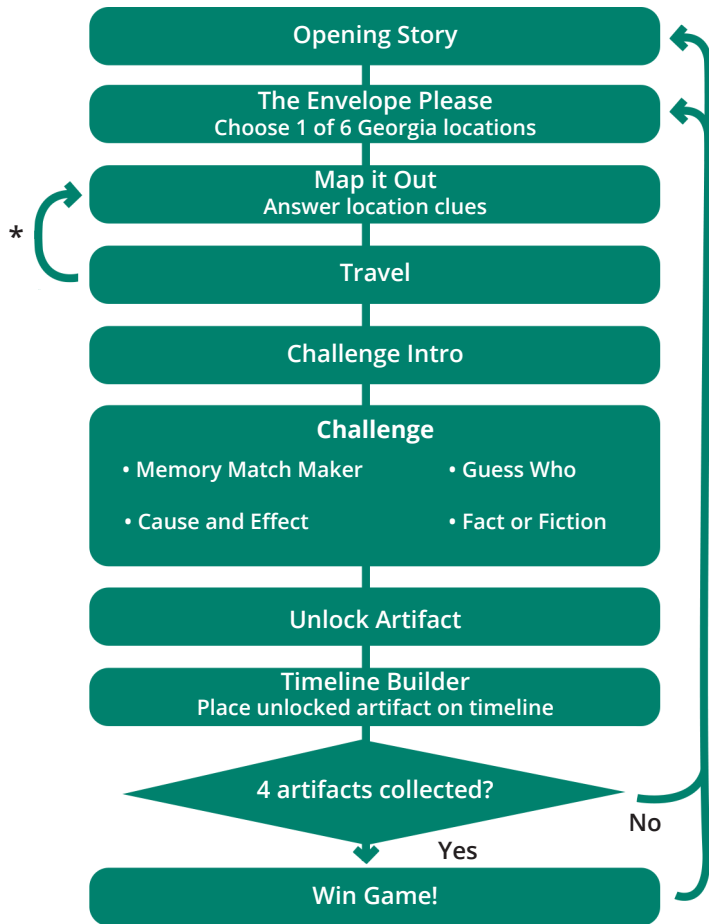 Opening Story
The Envelope Please
Choose 1 of 6 Georgia locations
Map it Out
Answer location clues
*
Travel
Challenge Intro
Challenge
• Memory Match Maker
• Guess Who
• Cause and Effect
• Fact or Fiction
Unlock Artifact
Timeline Builder
Place unlocked artifact on timeline
4 artifacts collected?
No
Yes
Win Game!